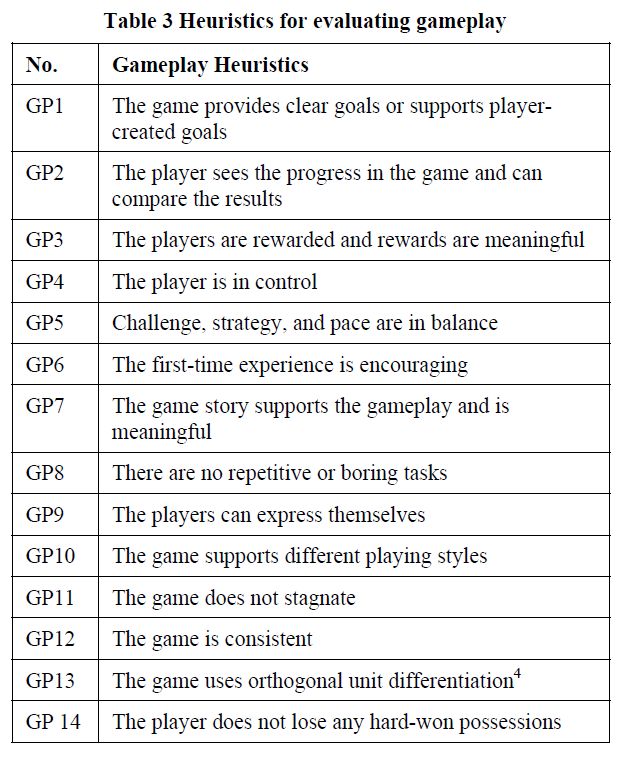 Table 3 Heuristics for evaluating gameplay
No. Gameplay Heuristics
GP1 The game provides clear goals or supports player-
created goals
GP2 The player sees the progress in the game and can
compare the results
GP3 The players are rewarded and rewards are meaningful
GP4 The player is in control
GP5 Challenge, strategy, and pace are in balance
GP6 The first-time experience is encouraging
GP7 The game story supports the gameplay and is
meaningful
GP8 There are no repetitive or boring tasks
GP9 The players can express themselves
GP10 The game supports different playing styles
GP11 The game does not stagnate
GP12 The game is consistent
GP13 The game uses orthogonal unit differentiation4
GP 14 The player does not lose any hard-won possessions